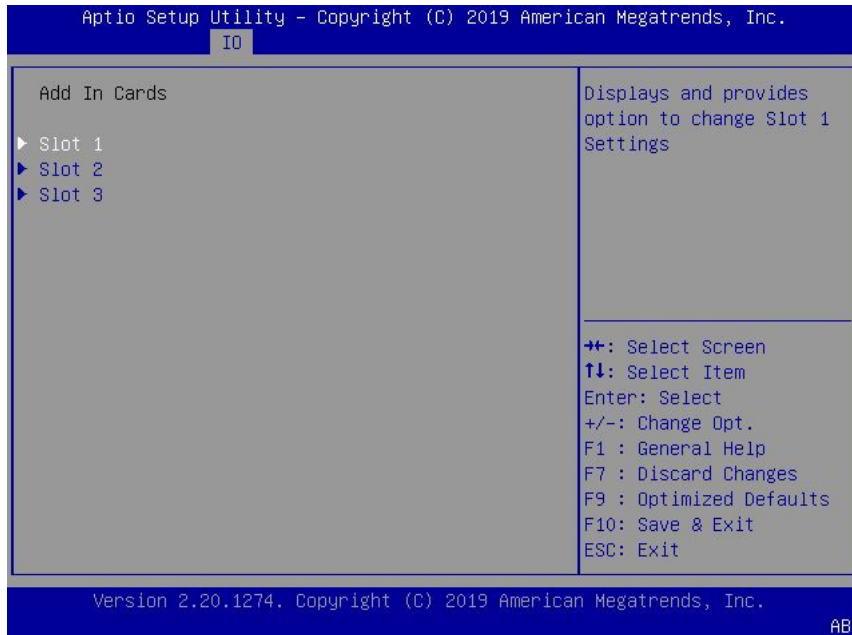 Aptio Setup Utility – Copyright (C) 2019 American Megatrends, Inc.
IO
Add In Cards
Slot 1
Slot 2
Slot 3
Displays and provides
option to change Slot 1
Settings
→←: Select Screen
↑↓: Select Item
Enter: Select
+/-: Change Opt.
F1 : General Help
F7 : Discard Changes
F9 : Optimized Defaults
F10: Save & Exit
ESC: Exit
Version 2.20.1274. Copyright (C) 2019 American Megatrends, Inc.
AB